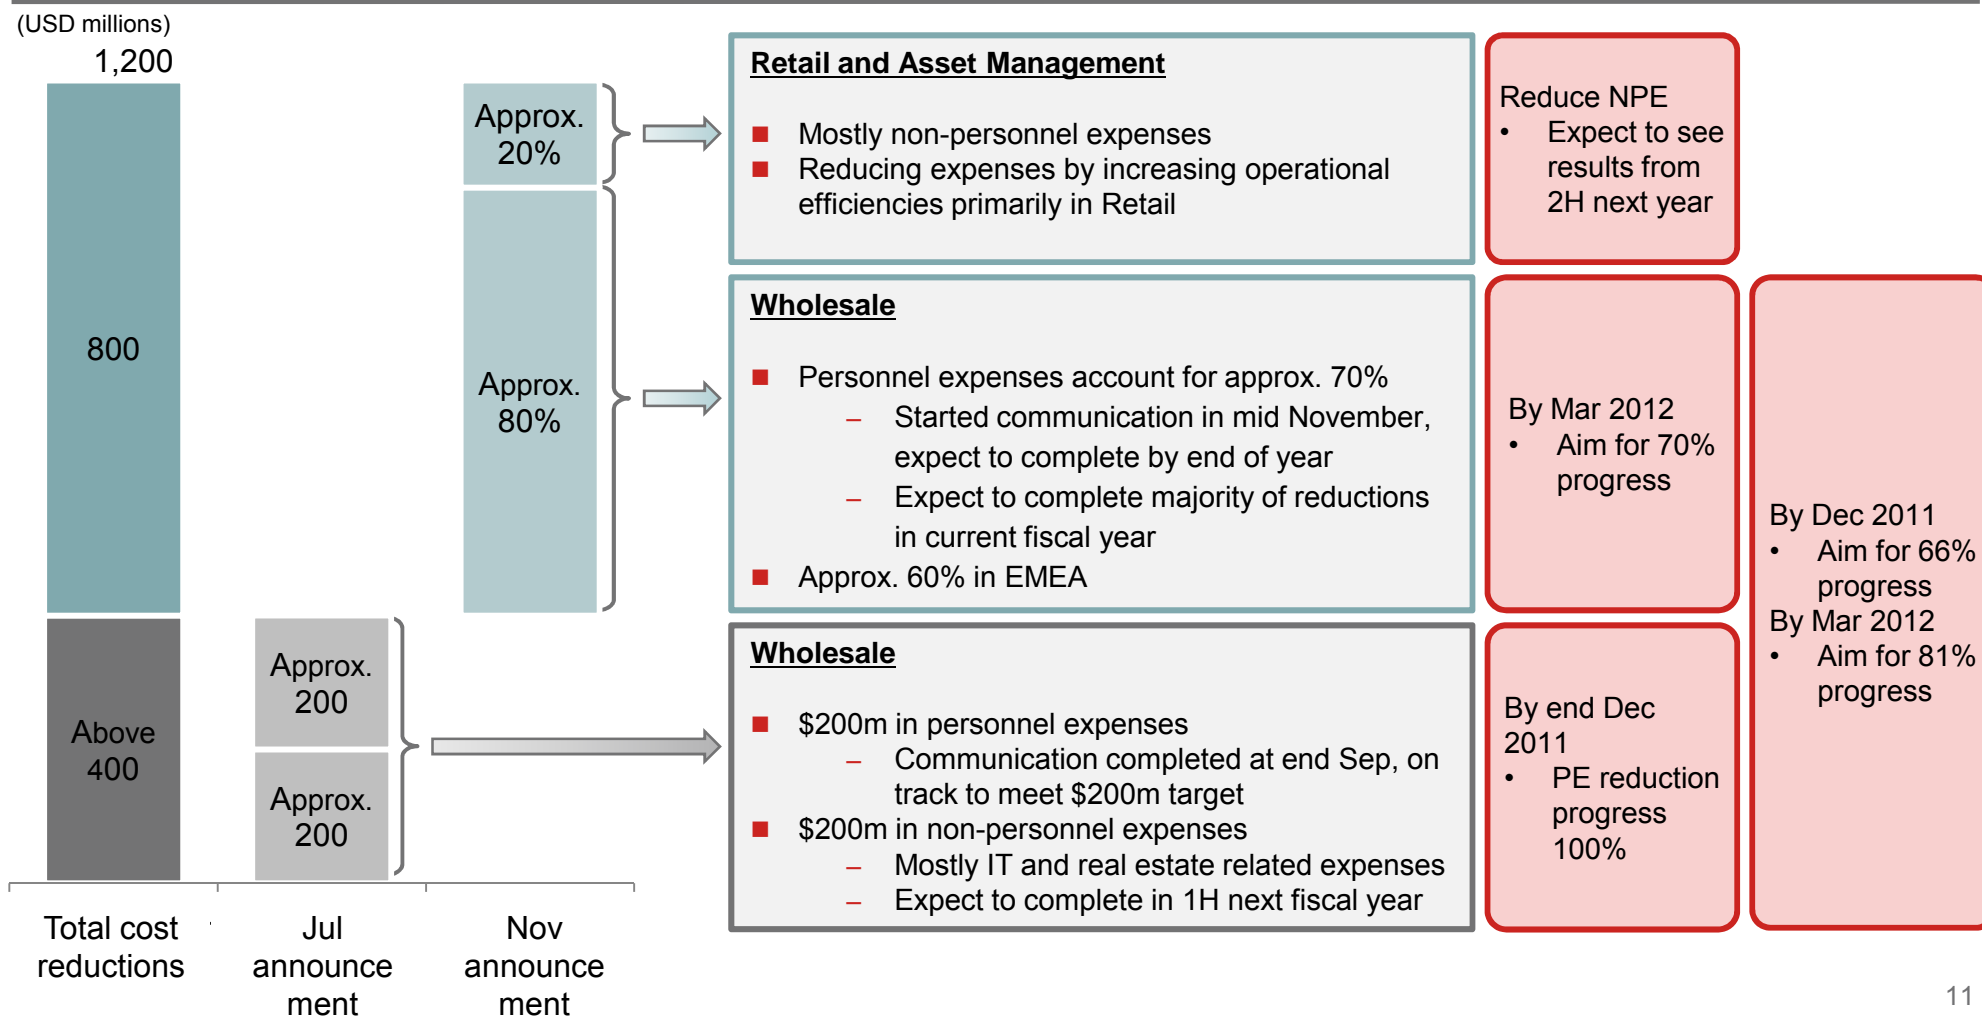 (USD millions)
1,200
800
Above
400
Total cost
reductions
Approx.
200
Approx.
200
Jul
announce
ment
Approx.
20%
Approx.
80%
Nov
announce
ment
Retail and Asset Management
■ Mostly non-personnel expenses
■ Reducing expenses by increasing operational
efficiencies primarily in Retail
Reduce NPE
• Expect to see
results from
2H next year
Wholesale
■ Personnel expenses account for approx. 70%
– Started communication in mid November,
expect to complete by end of year
– Expect to complete majority of reductions
in current fiscal year
■ Approx. 60% in EMEA
By Mar 2012
• Aim for 70%
progress
Wholesale
■ $200m in personnel expenses
– Communication completed at end Sep, on
track to meet $200m target
■ $200m in non-personnel expenses
– Mostly IT and real estate related expenses
– Expect to complete in 1H next fiscal year
By end Dec
2011
• PE reduction
progress
100%
By Dec 2011
• Aim for 66%
progress
By Mar 2012
• Aim for 81%
progress
11